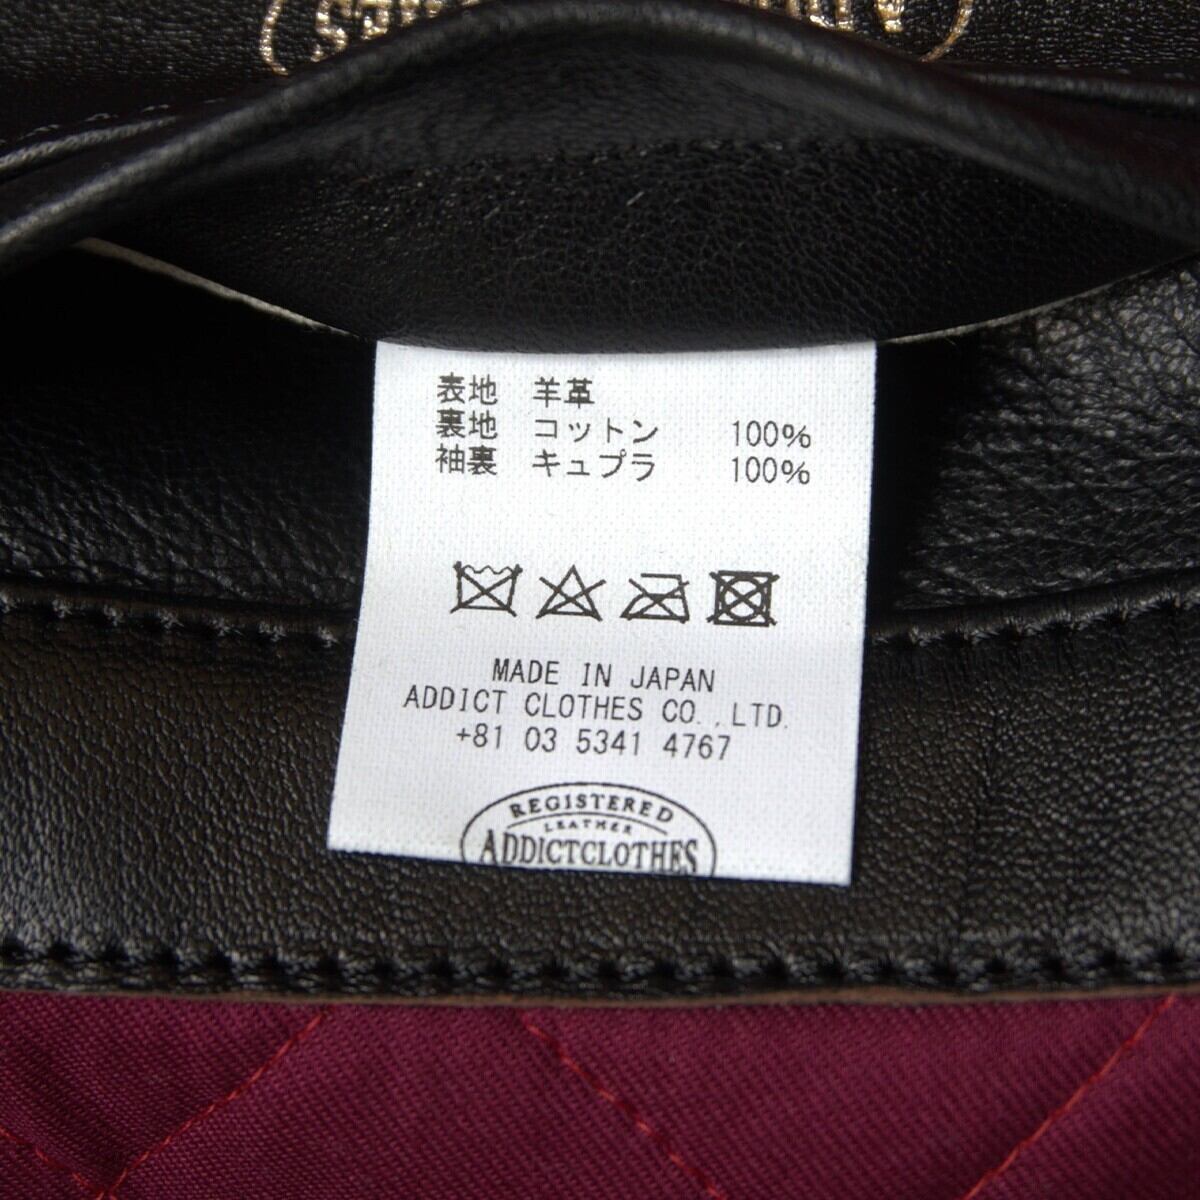 表地 羊革
裏地 コットン 100%
袖裏 キュプラ 100%
MADE IN JAPAN
ADDICT CLOTHES CO.,LTD.
+81 03 5341 4767
REGISTERED
LEATHER
ADDICTCLOTHES